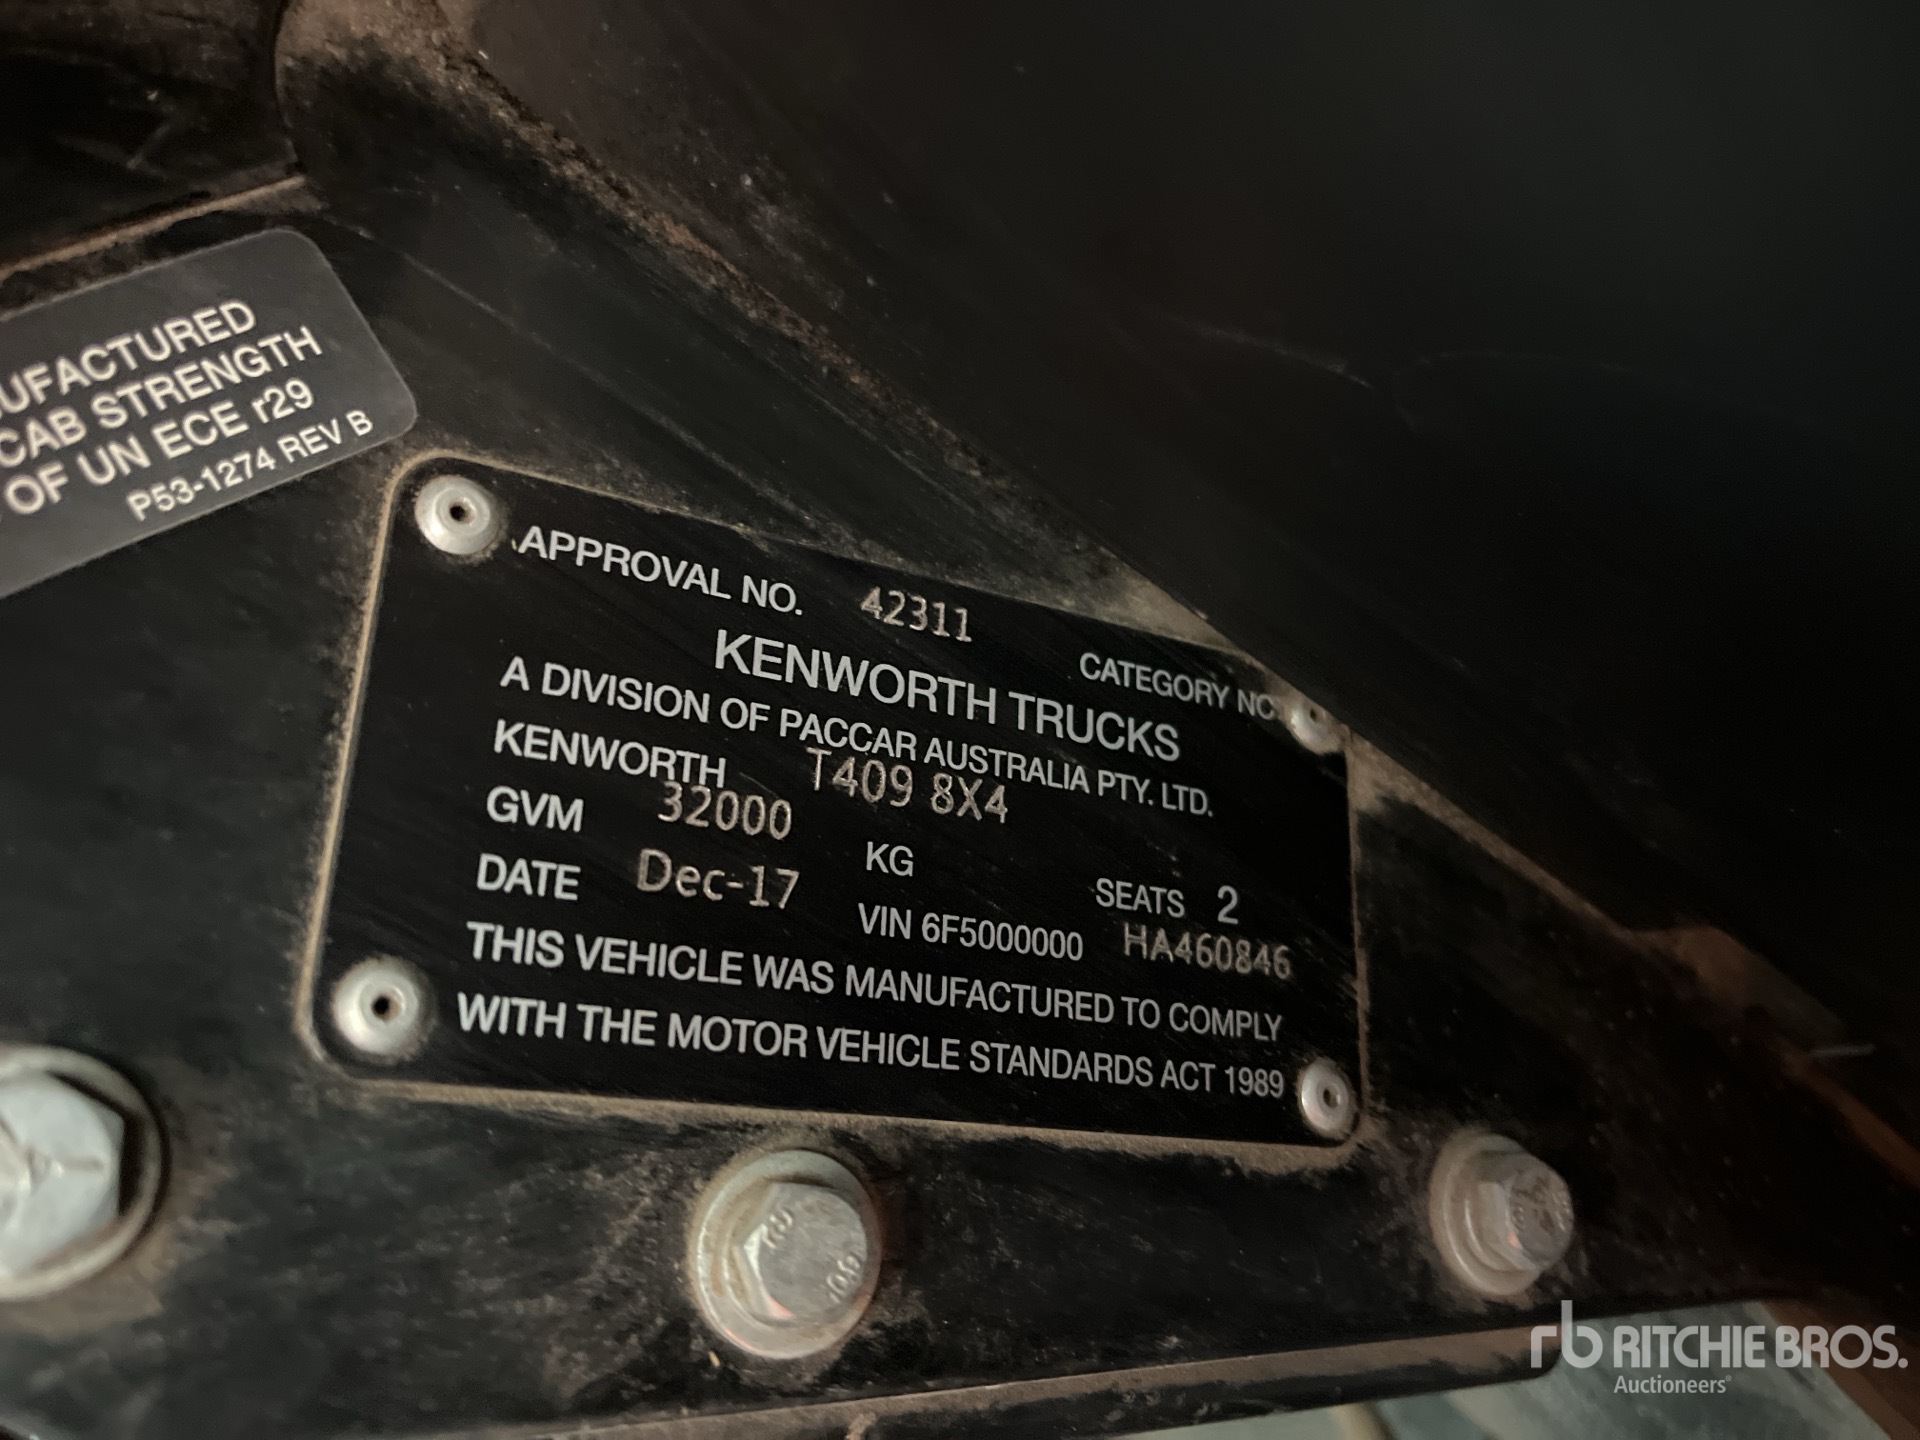 UFACTURED
CAB STRENGTH
OF UN ECE r29
P53-1274 REV B
APPROVAL NO. 42311
CATEGORY NC
KENWORTH TRUCKS
A DIVISION OF PACCAR AUSTRALIA PTY. LTD.
KENWORTH T409 8X4
GVM 32000 KG SEATS 2
DATE Dec-17 VIN 6F5000000 HA460846
THIS VEHICLE WAS MANUFACTURED TO COMPLY
WITH THE MOTOR VEHICLE STANDARDS ACT 1989
rb RITCHIE BROS.
Auctioneers